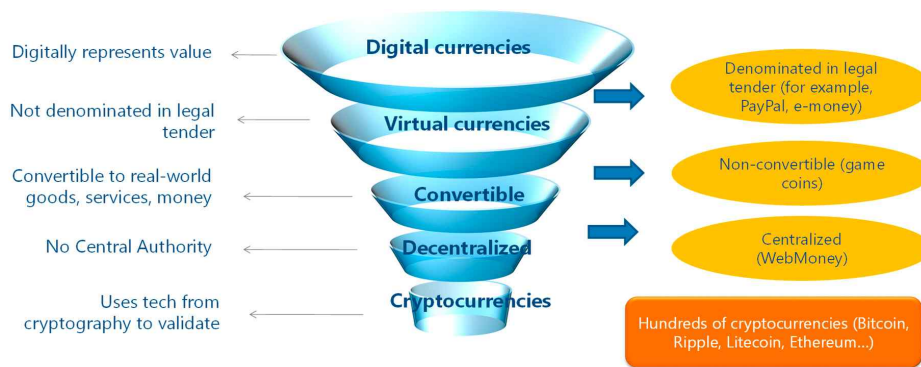 Digitally represents value
Digital currencies
Denominated in legal
tender (for example,
PayPal, e-money)
Not denominated in legal
tender
Virtual currencies
Convertible to real-world
goods, services, money
Convertible
Non-convertible (game
coins)
No Central Authority
Decentralized
Centralized
(WebMoney)
Uses tech from
cryptography to validate
Cryptocurrencies
Hundreds of cryptocurrencies (Bitcoin,
Ripple, Litecoin, Ethereum...)